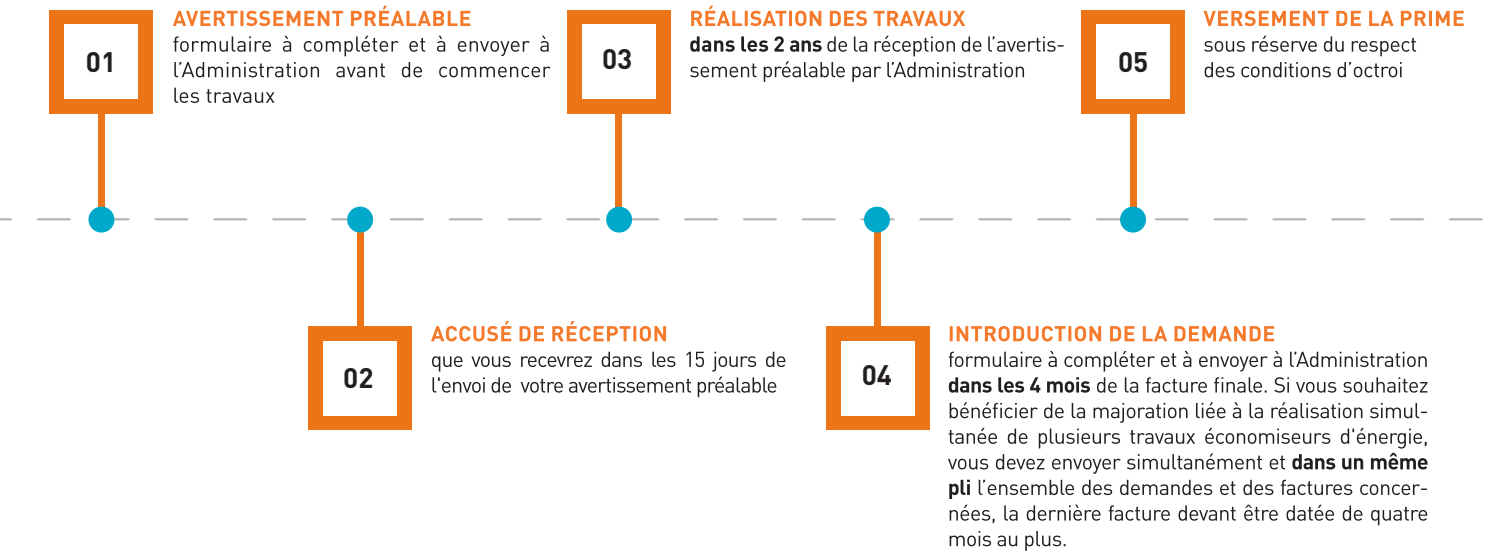 01
AVERTISSEMENT PRÉALABLE
formulaire à compléter et à envoyer à
l’Administration avant de commencer
les travaux
02
ACCUSÉ DE RÉCEPTION
que vous recevrez dans les 15 jours de
l'envoi de votre avertissement préalable
03
RÉALISATION DES TRAVAUX
dans les 2 ans de la réception de l’avertis-
sement préalable par l’Administration
04
INTRODUCTION DE LA DEMANDE
formulaire à compléter et à envoyer à l’Administration
dans les 4 mois de la facture finale. Si vous souhaitez
bénéficier de la majoration liée à la réalisation simul-
tanée de plusieurs travaux économiseurs d'énergie,
vous devez envoyer simultanément et dans un même
pli l’ensemble des demandes et des factures concer-
nées, la dernière facture devant être datée de quatre
mois au plus.
05
VERSEMENT DE LA PRIME
sous réserve du respect
des conditions d’octroi